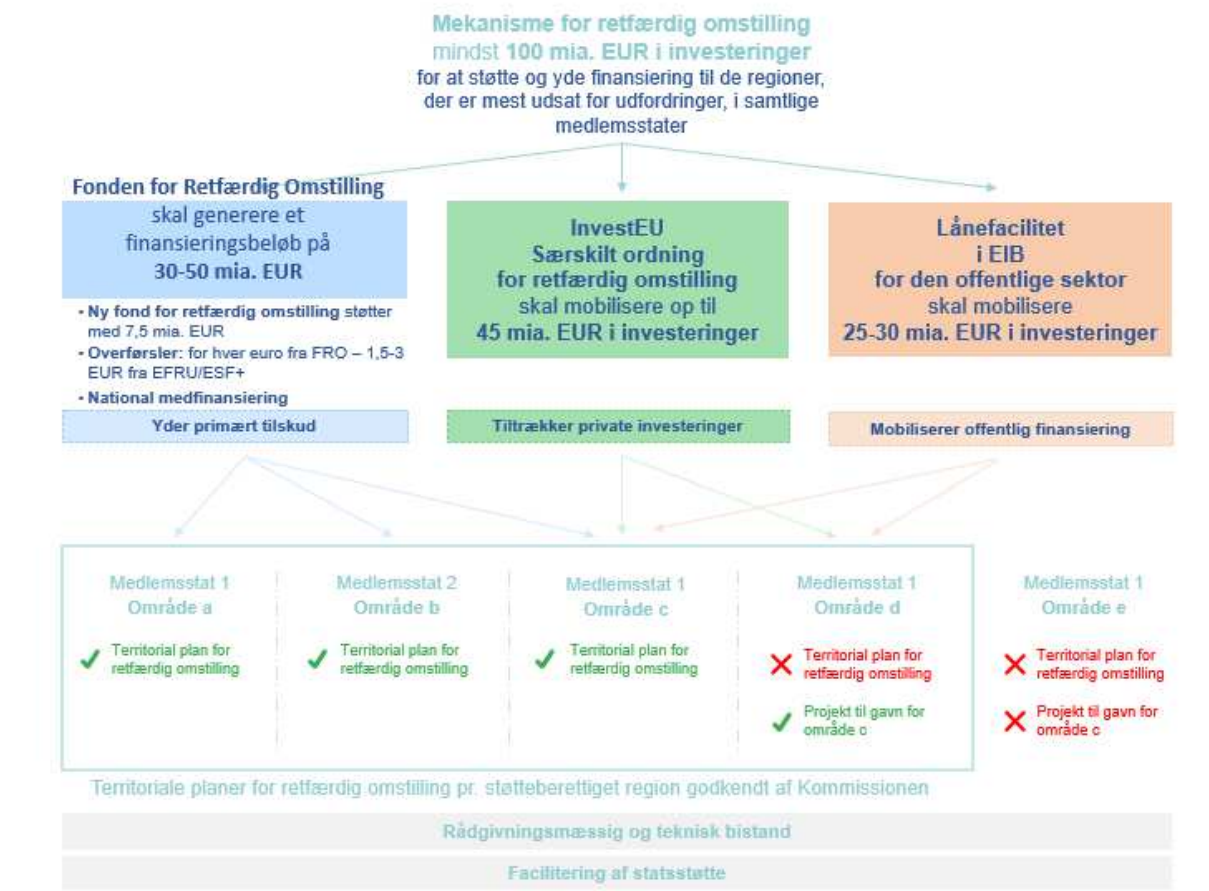 Mekanisme for retfærdig omstilling
mindst 100 mia. EUR i investeringer
for at støtte og yde finansiering til de regioner,
der er mest udsat for udfordringer, i samtlige
medlemsstater
Fonden for Retfærdig Omstilling
skal generere et
finansieringsbeløb på
30-50 mia. EUR
• Ny fond for retfærdig omstilling støtter
med 7,5 mia. EUR
• Overførsler: for hver euro fra FRO – 1,5-3
EUR fra EFRU/ESF+
• National medfinansiering
Yder primært tilskud
InvestEU
Særskilt ordning
for retfærdig omstilling
skal mobilisere op til
45 mia. EUR i investeringer
Tiltrækker private investeringer
Lånefacilitet
i EIB
for den offentlige sektor
skal mobilisere
25-30 mia. EUR i investeringer
Mobiliserer offentlig finansiering
Medlemsstat 1
Område a
Territorial plan for
retfærdig omstilling
Medlemsstat 2
Område b
Territorial plan for
retfærdig omstilling
Medlemsstat 1
Område c
Territorial plan for
retfærdig omstilling
Medlemsstat 1
Område d
Territorial plan for
retfærdig omstilling
Projekt til gavn for
område c
Medlemsstat 1
Område e
Territorial plan for
retfærdig omstilling
Projekt til gavn for
område c
Territoriale planer for retfærdig omstilling pr. støtteberettiget region godkendt af Kommissionen
Rådgivningsmæssig og teknisk bistand
Facilitering af statsstøtte